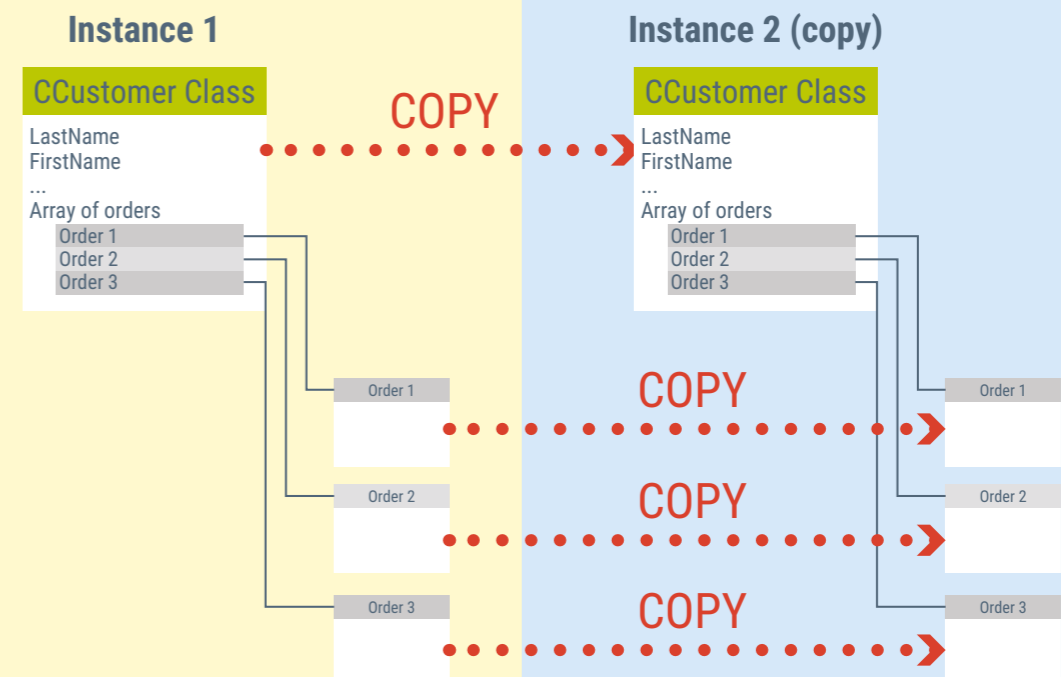 Instance 1
CCustomer Class
LastName
FirstName
...
Array of orders
Order 1
Order 2
Order 3
Order 1
Order 2
Order 3
COPY
Instance 2 (copy)
CCustomer Class
LastName
FirstName
...
Array of orders
Order 1
Order 2
Order 3
COPY
COPY
COPY
Order 1
Order 2
Order 3